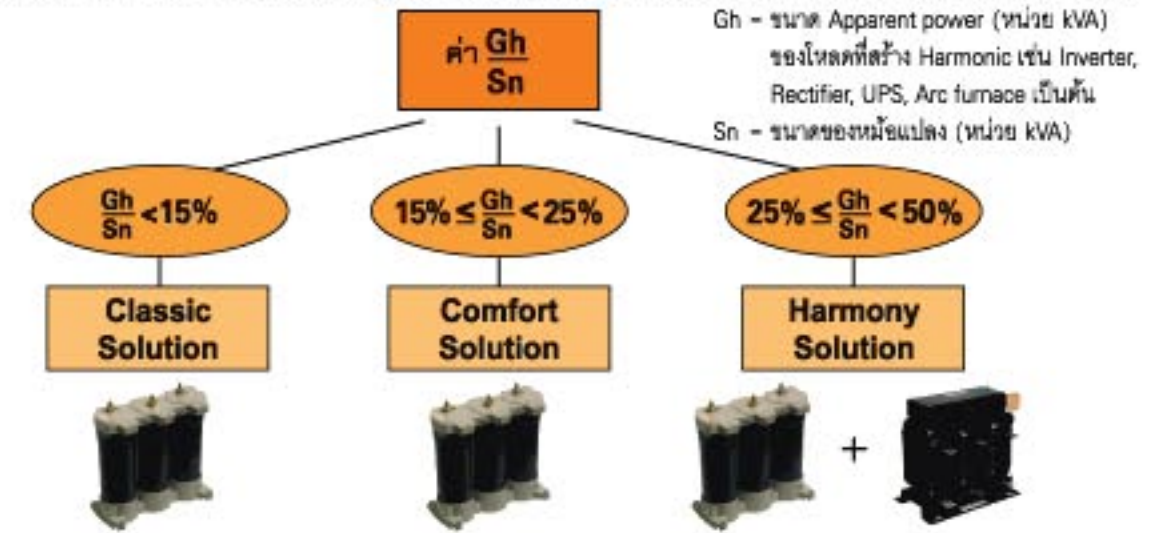 ค่า Gh
Sn
Gh - ขนาด Apparent power (หน่วย kVA)
ของโหลดที่สร้าง Harmonic เช่น Inverter,
Rectifier, UPS, Arc furnace เป็นต้น
Sn - ขนาดของหม้อแปลง (หน่วย kVA)
Gh/Sn <15%
15% ≤ Gh/Sn < 25%
25% ≤ Gh/Sn < 50%
Classic
Solution
Comfort
Solution
Harmony
Solution
+